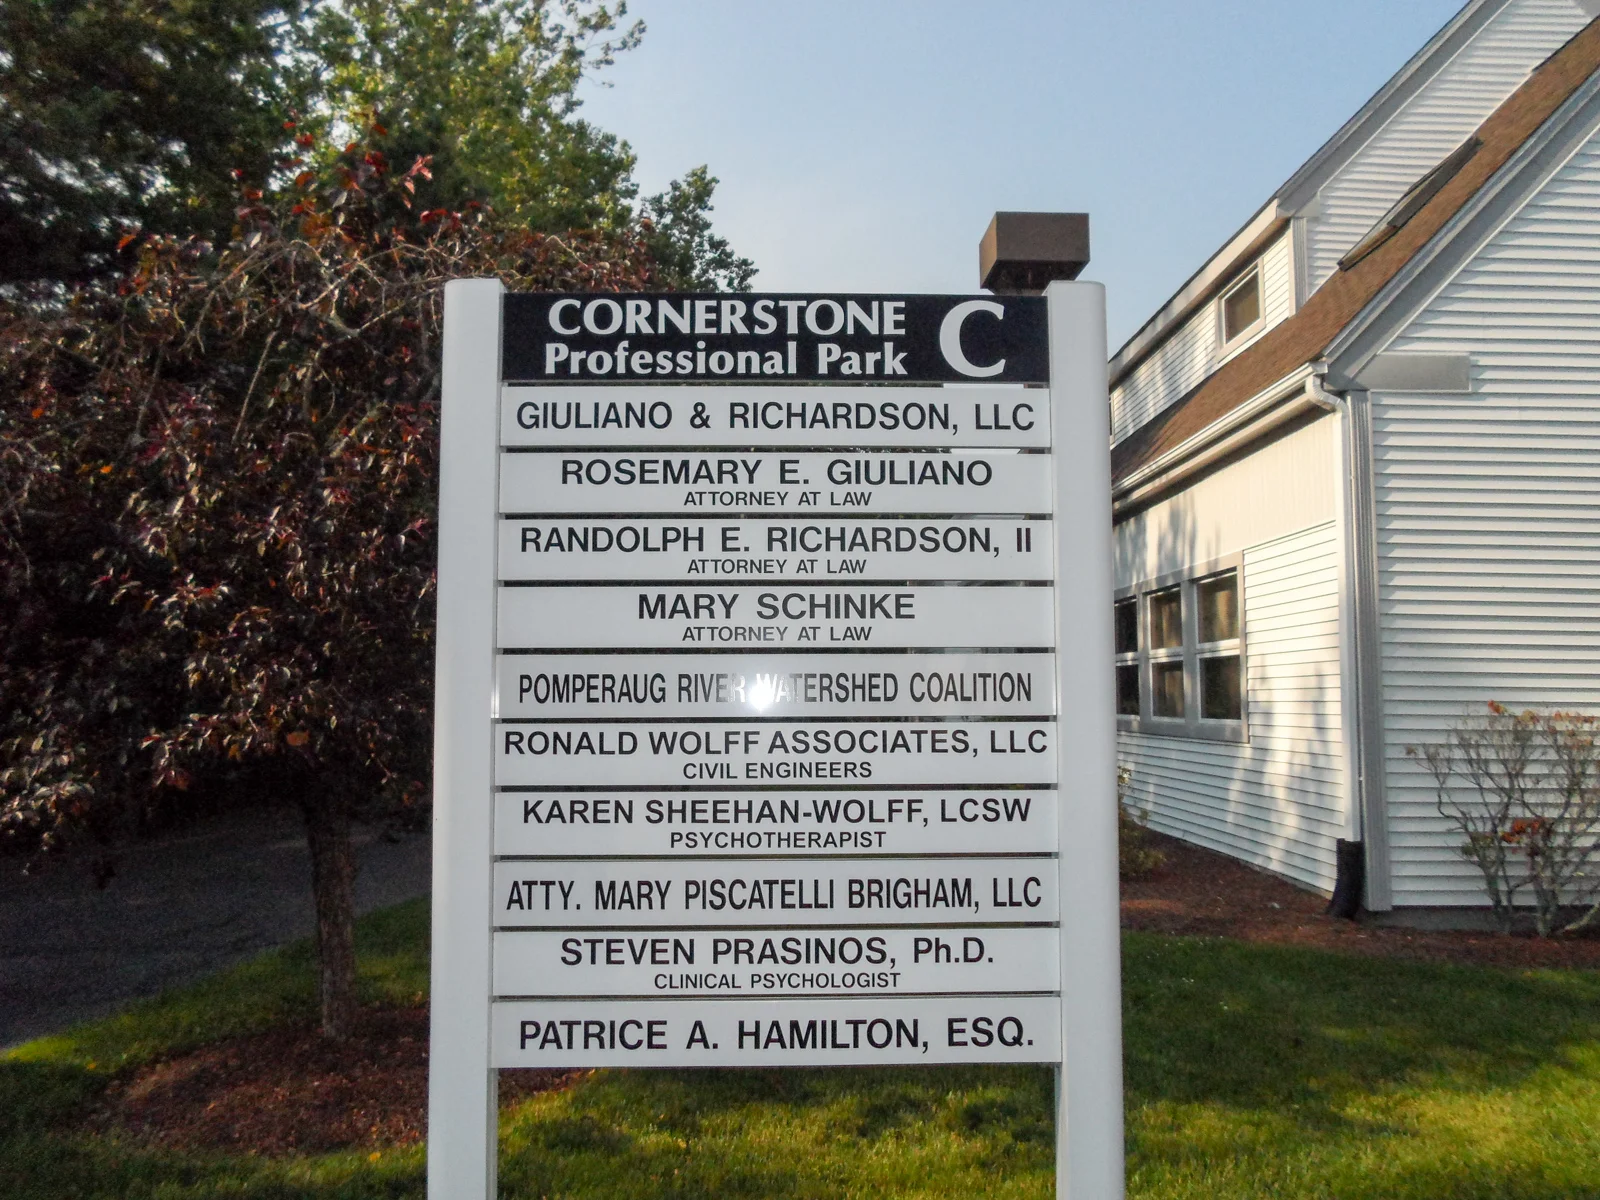 CORNERSTONE
Professional Park
C
GIULIANO & RICHARDSON, LLC
ROSEMARY E. GIULIANO
ATTORNEY AT LAW
RANDOLPH E. RICHARDSON, II
ATTORNEY AT LAW
MARY SCHINKE
ATTORNEY AT LAW
POMPERAUG RIVER WATERSHED COALITION
RONALD WOLFF ASSOCIATES, LLC
CIVIL ENGINEERS
KAREN SHEEHAN-WOLFF, LCSW
PSYCHOTHERAPIST
ATTY. MARY PISCATELLI BRIGHAM, LLC
STEVEN PRASINOS, Ph.D.
CLINICAL PSYCHOLOGIST
PATRICE A. HAMILTON, ESQ.